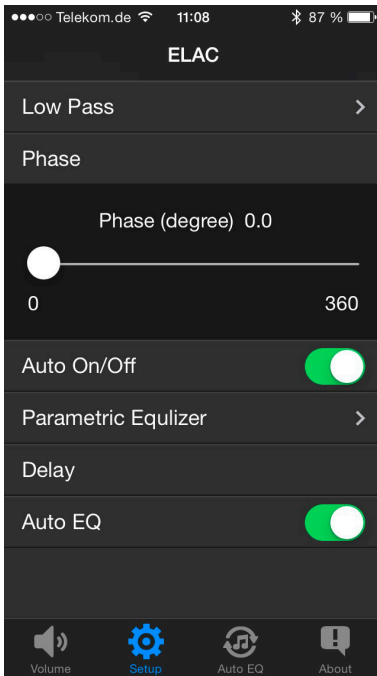 Telekom.de 11:08 87 %
ELAC
Low Pass
Phase
Phase (degree) 0.0
0 360
Auto On/Off
Parametric Equlizer
Delay
Auto EQ
Volume Setup Auto EQ About